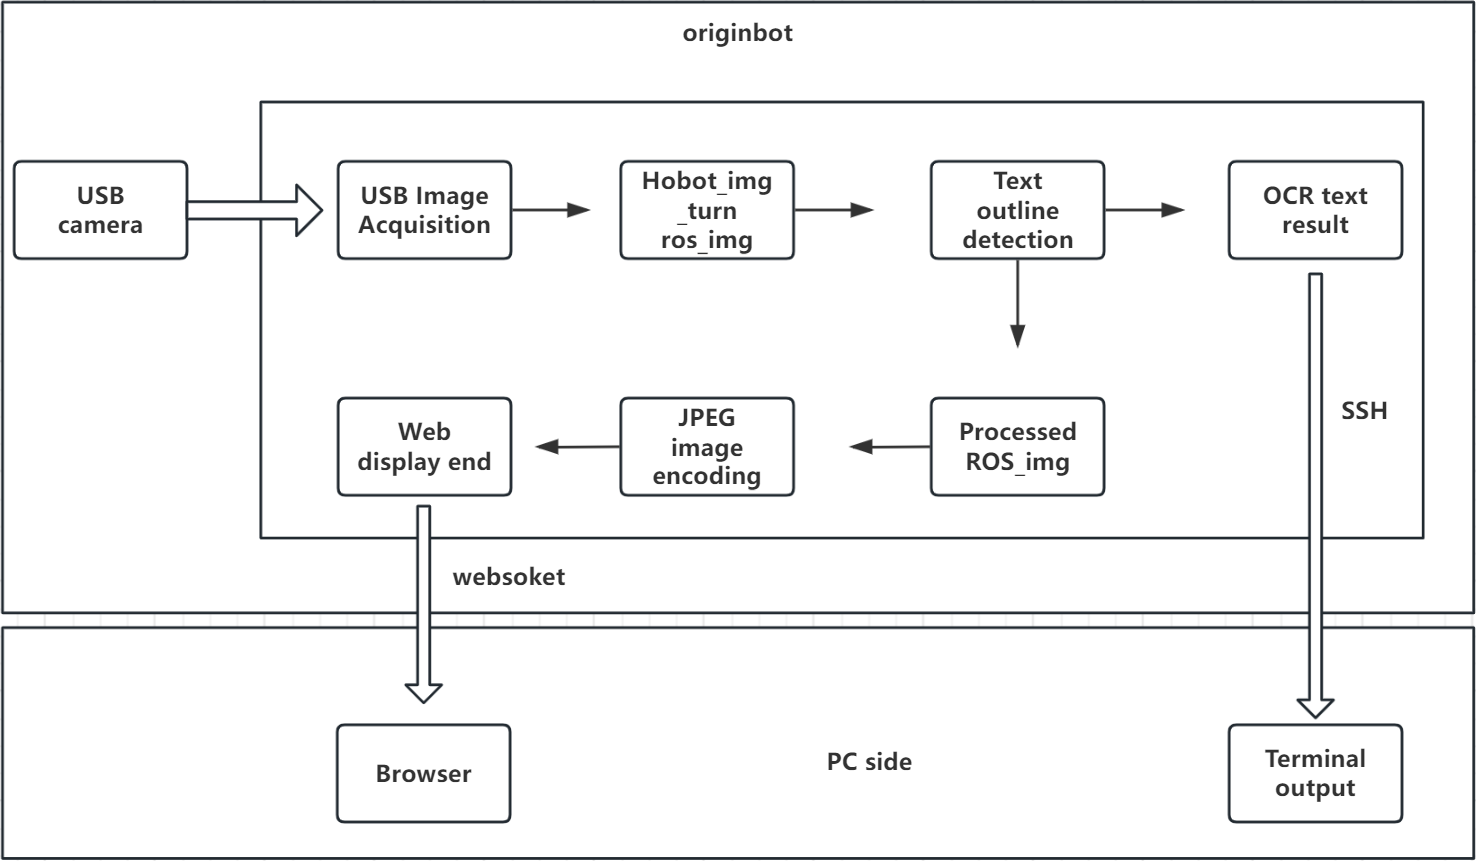 originbot
USB
camera
USB Image
Acquisition
Hobot_img
_turn
ros_img
Text
outline
detection
OCR text
result
Web
display end
JPEG
image
encoding
Processed
ROS_img
SSH
websoket
Browser
PC side
Terminal
output